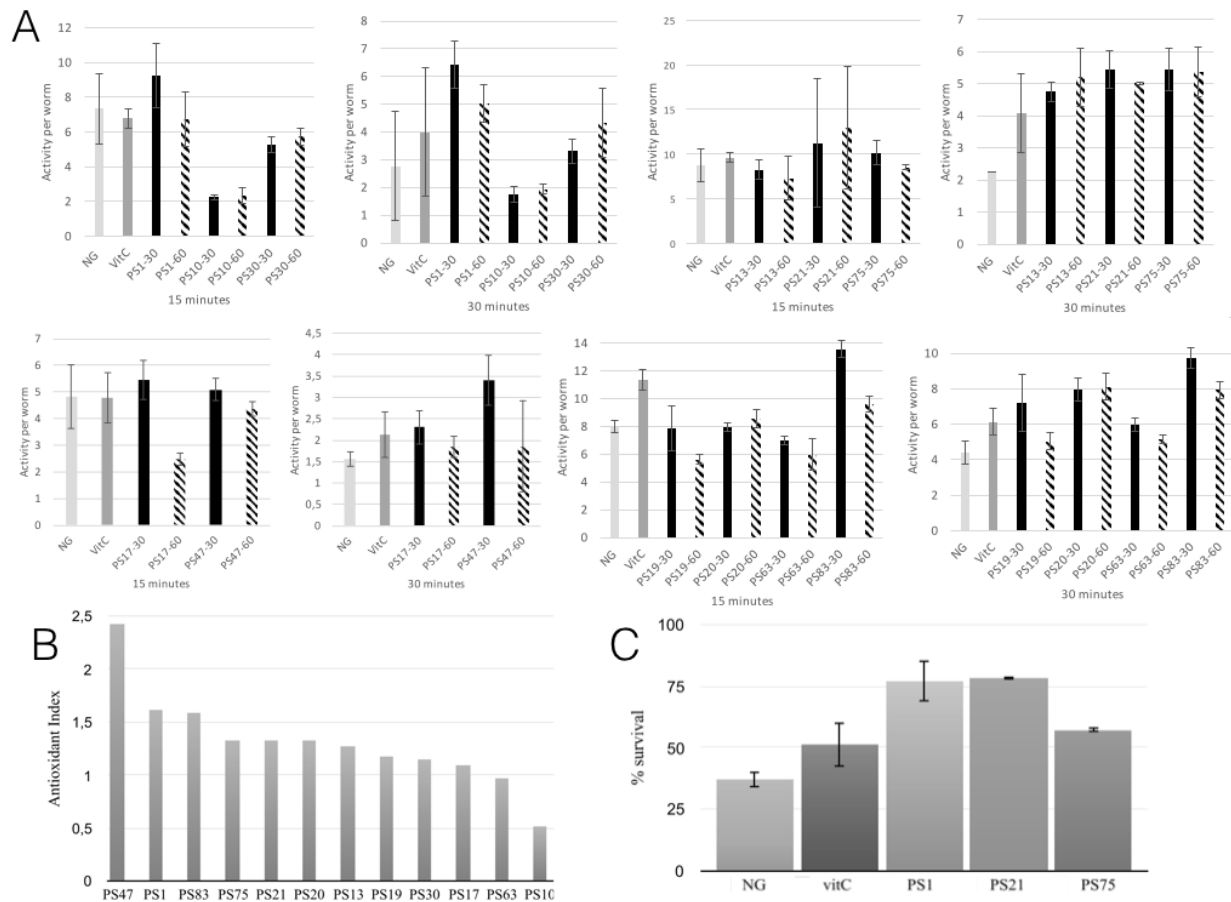 A
Activity per worm
12
10
8
6
4
2
0
NG
VitC
PS1-30
PS1-60
PS10-30
PS10-60
PS30-30
PS30-60
15 minutes
Activity per worm
8
7
6
5
4
3
2
1
0
NG
VitC
PS1-30
PS1-60
PS10-30
PS10-60
PS30-30
PS30-60
30 minutes
Activity per worm
25
20
15
10
5
0
NG
VitC
PS13-30
PS13-60
PS21-30
PS21-60
PS75-30
PS75-60
15 minutes
Activity per worm
7
6
5
4
3
2
1
0
NG
VitC
PS13-30
PS13-60
PS21-30
PS21-60
PS75-30
PS75-60
30 minutes
Activity per worm
7
6
5
4
3
2
1
0
NG
VitC
PS17-30
PS17-60
PS47-30
PS47-60
15 minutes
Activity per worm
4,5
4
3,5
3
2,5
2
1,5
1
0,5
0
NG
VitC
PS17-30
PS17-60
PS47-30
PS47-60
30 minutes
Activity per worm
14
12
10
8
6
4
2
0
NG
VitC
PS19-30
PS19-60
PS20-30
PS20-60
PS63-30
PS63-60
PS83-30
PS83-60
15 minutes
Activity per worm
10
8
6
4
2
0
NG
VitC
PS19-30
PS19-60
PS20-30
PS20-60
PS63-30
PS63-60
PS83-30
PS83-60
30 minutes
B
Antioxidant Index
2,5
2
1,5
1
0,5
0
PS47 PS1 PS83 PS75 PS21 PS20 PS13 PS19 PS30 PS17 PS63 PS10
C
% survival
100
75
50
25
0
NG vitC PS1 PS21 PS75